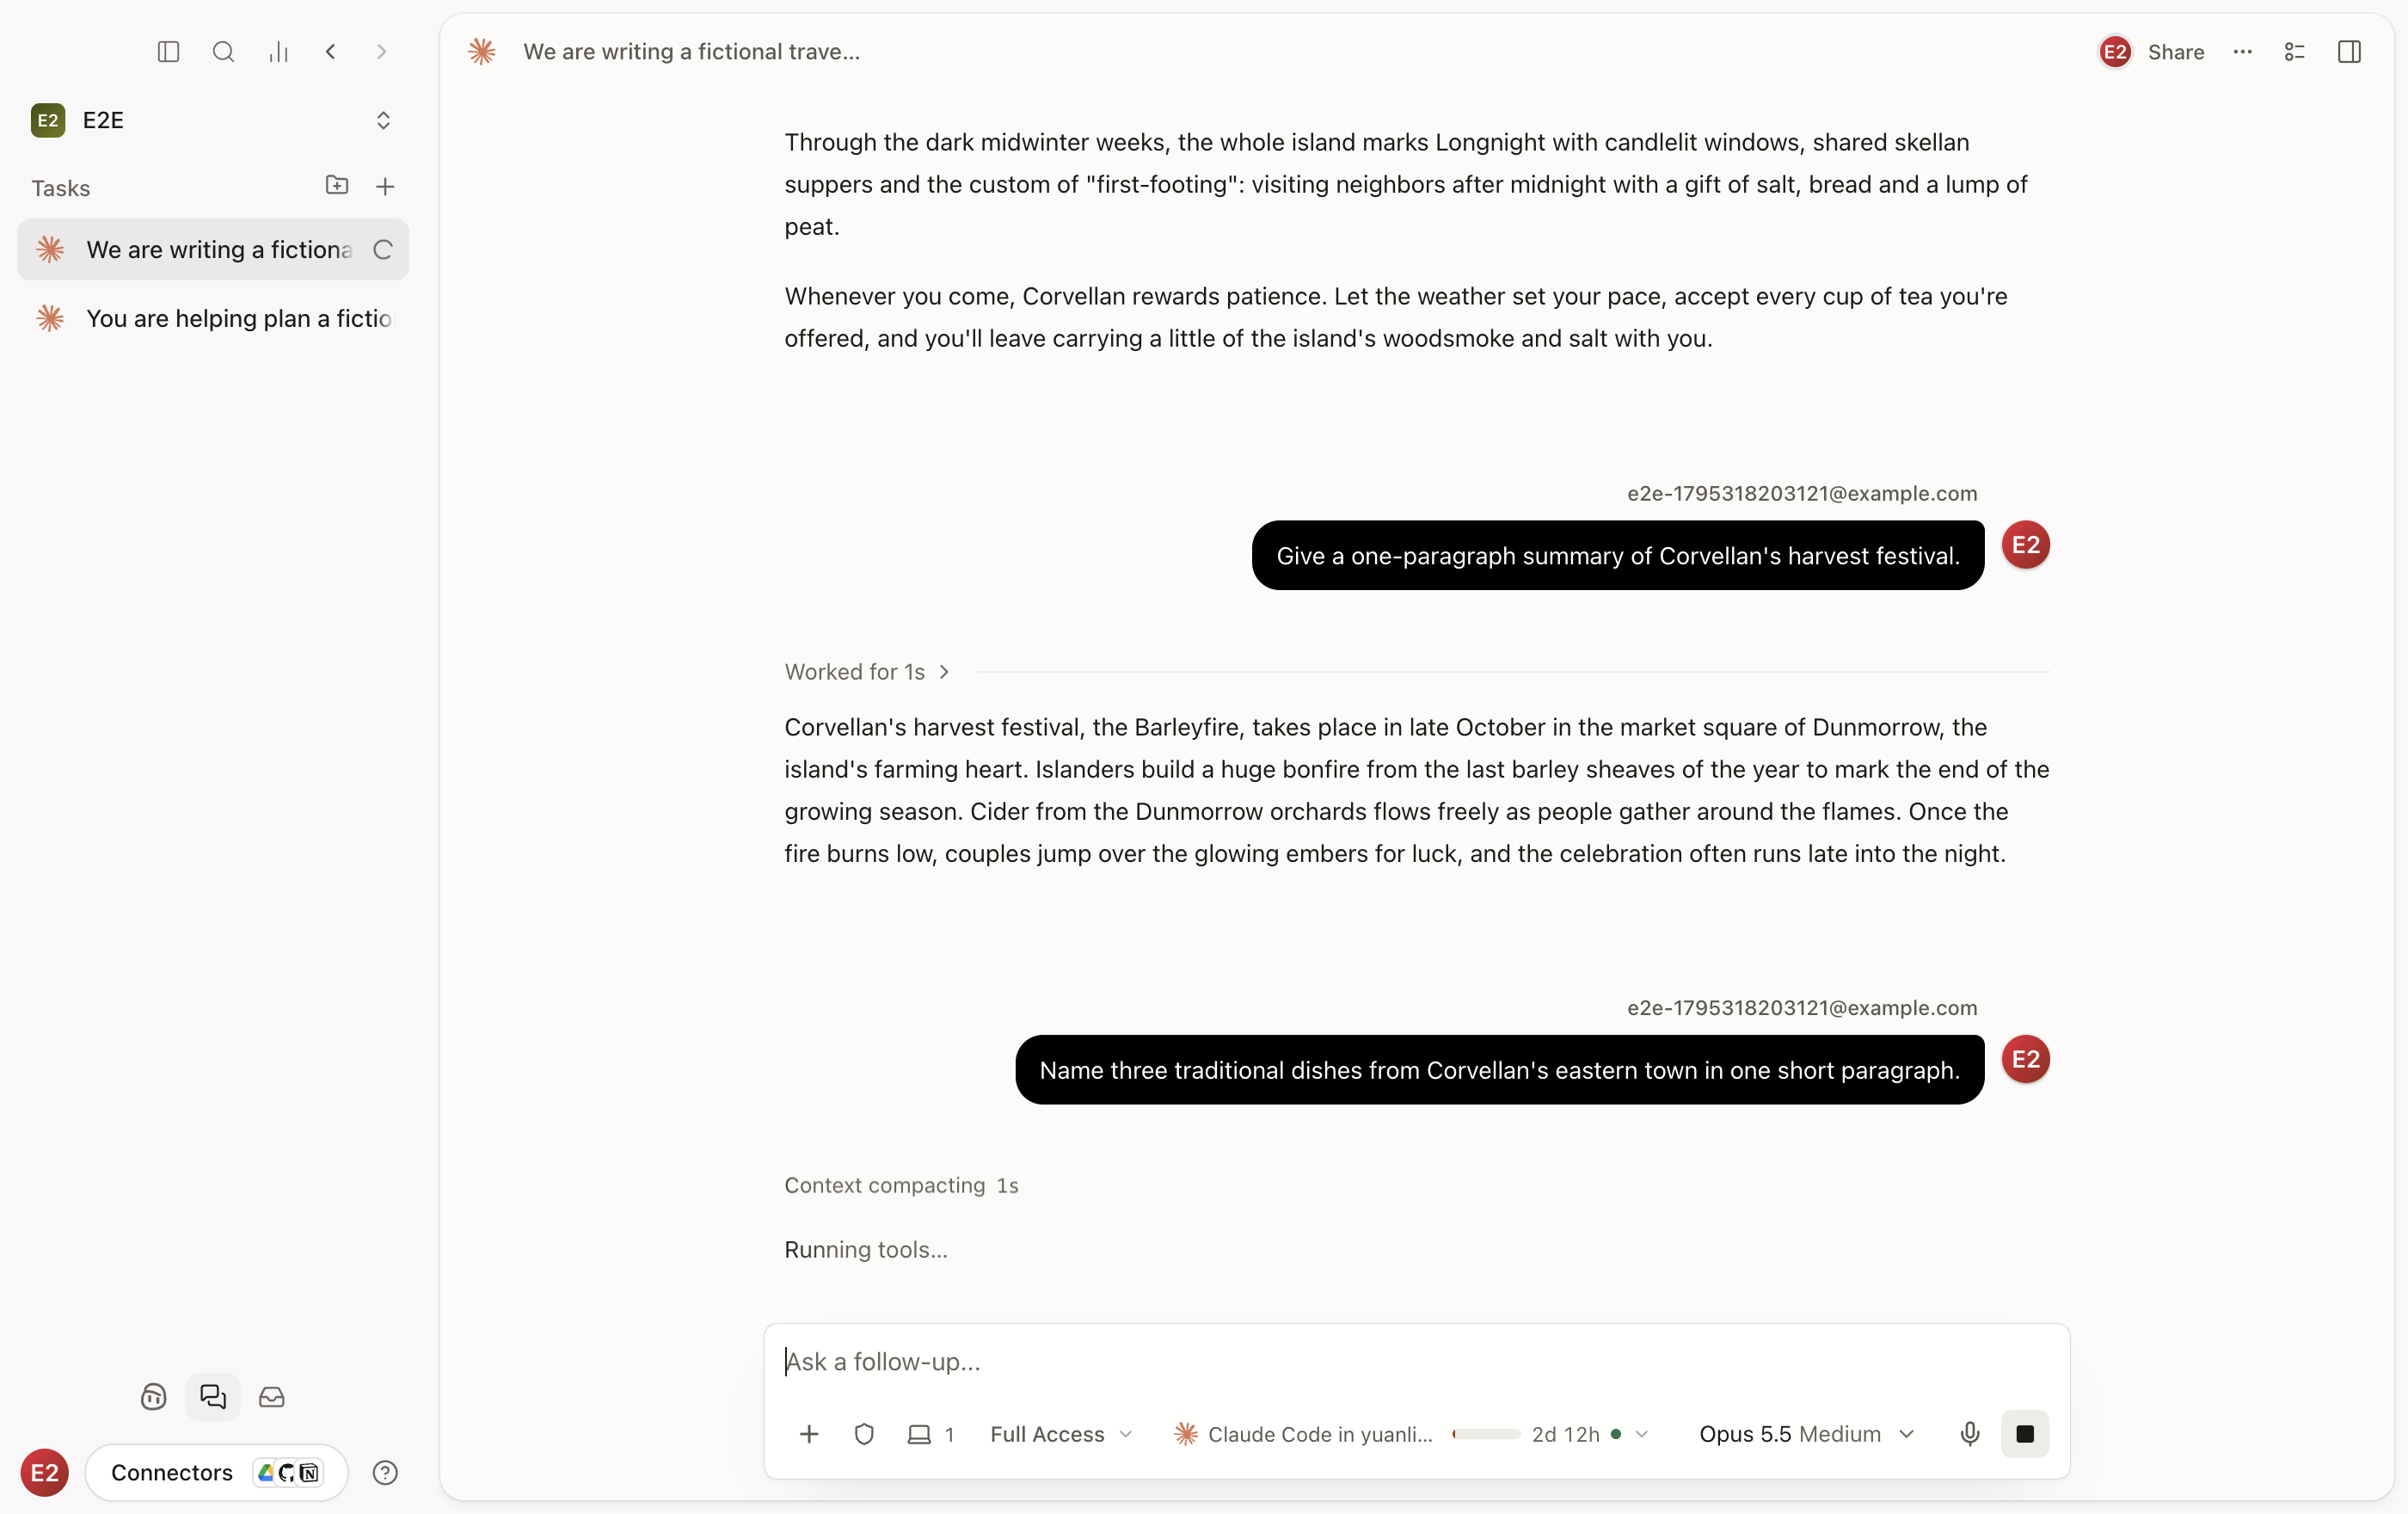 We are writing a fictional trave...
E2
Share
E2
E2E
Tasks
We are writing a fictiona
You are helping plan a fictio
Through the dark midwinter weeks, the whole island marks Longnight with candlelit windows, shared skellan
suppers and the custom of "first-footing": visiting neighbors after midnight with a gift of salt, bread and a lump of
peat.
Whenever you come, Corvellan rewards patience. Let the weather set your pace, accept every cup of tea you're
offered, and you'll leave carrying a little of the island's woodsmoke and salt with you.
e2e-1795318203121@example.com
Give a one-paragraph summary of Corvellan's harvest festival.
E2
Worked for 1s
Corvellan's harvest festival, the Barleyfire, takes place in late October in the market square of Dunmorrow, the
island's farming heart. Islanders build a huge bonfire from the last barley sheaves of the year to mark the end of the
growing season. Cider from the Dunmorrow orchards flows freely as people gather around the flames. Once the
fire burns low, couples jump over the glowing embers for luck, and the celebration often runs late into the night.
e2e-1795318203121@example.com
Name three traditional dishes from Corvellan's eastern town in one short paragraph.
E2
Context compacting 1s
Running tools...
Ask a follow-up...
1
Full Access
Claude Code in yuanli...
2d 12h
Opus 5.5 Medium
E2
Connectors